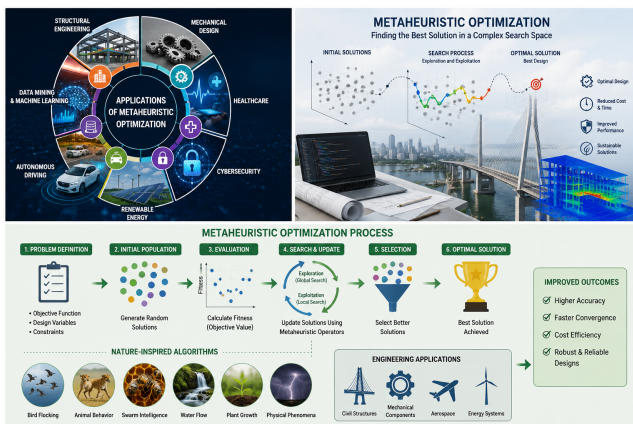 STRUCTURAL
ENGINEERING
MECHANICAL
DESIGN
DATA MINING
& MACHINE LEARNING
HEALTHCARE
APPLICATIONS
OF METAHEURISTIC
OPTIMIZATION
AUTONOMOUS
DRIVING
CYBERSECURITY
RENEWABLE
ENERGY
METAHEURISTIC OPTIMIZATION
Finding the Best Solution in a Complex Search Space
INITIAL SOLUTIONS
SEARCH PROCESS
Exploration and Exploitation
OPTIMAL SOLUTION
Best Design
Optimal Design
Reduced Cost
& Time
Improved
Performance
Sustainable
Solutions
METAHEURISTIC OPTIMIZATION PROCESS
1. PROBLEM DEFINITION
• Objective Function
• Design Variables
• Constraints
2. INITIAL POPULATION
Generate Random
Solutions
3. EVALUATION
Fitness
Calculate Fitness
(Objective Value)
4. SEARCH & UPDATE
Exploration
(Global Search)
Exploitation
(Local Search)
Update Solutions Using
Metaheuristic Operators
5. SELECTION
Select Better
Solutions
6. OPTIMAL SOLUTION
Best Solution
Achieved
IMPROVED OUTCOMES
Higher Accuracy
Faster Convergence
Cost Efficiency
Robust & Reliable
Designs
NATURE-INSPIRED ALGORITHMS
Bird Flocking
Animal Behavior
Swarm Intelligence
Water Flow
Plant Growth
Physical Phenomena
ENGINEERING APPLICATIONS
Civil Structures
Mechanical
Components
Aerospace
Energy Systems